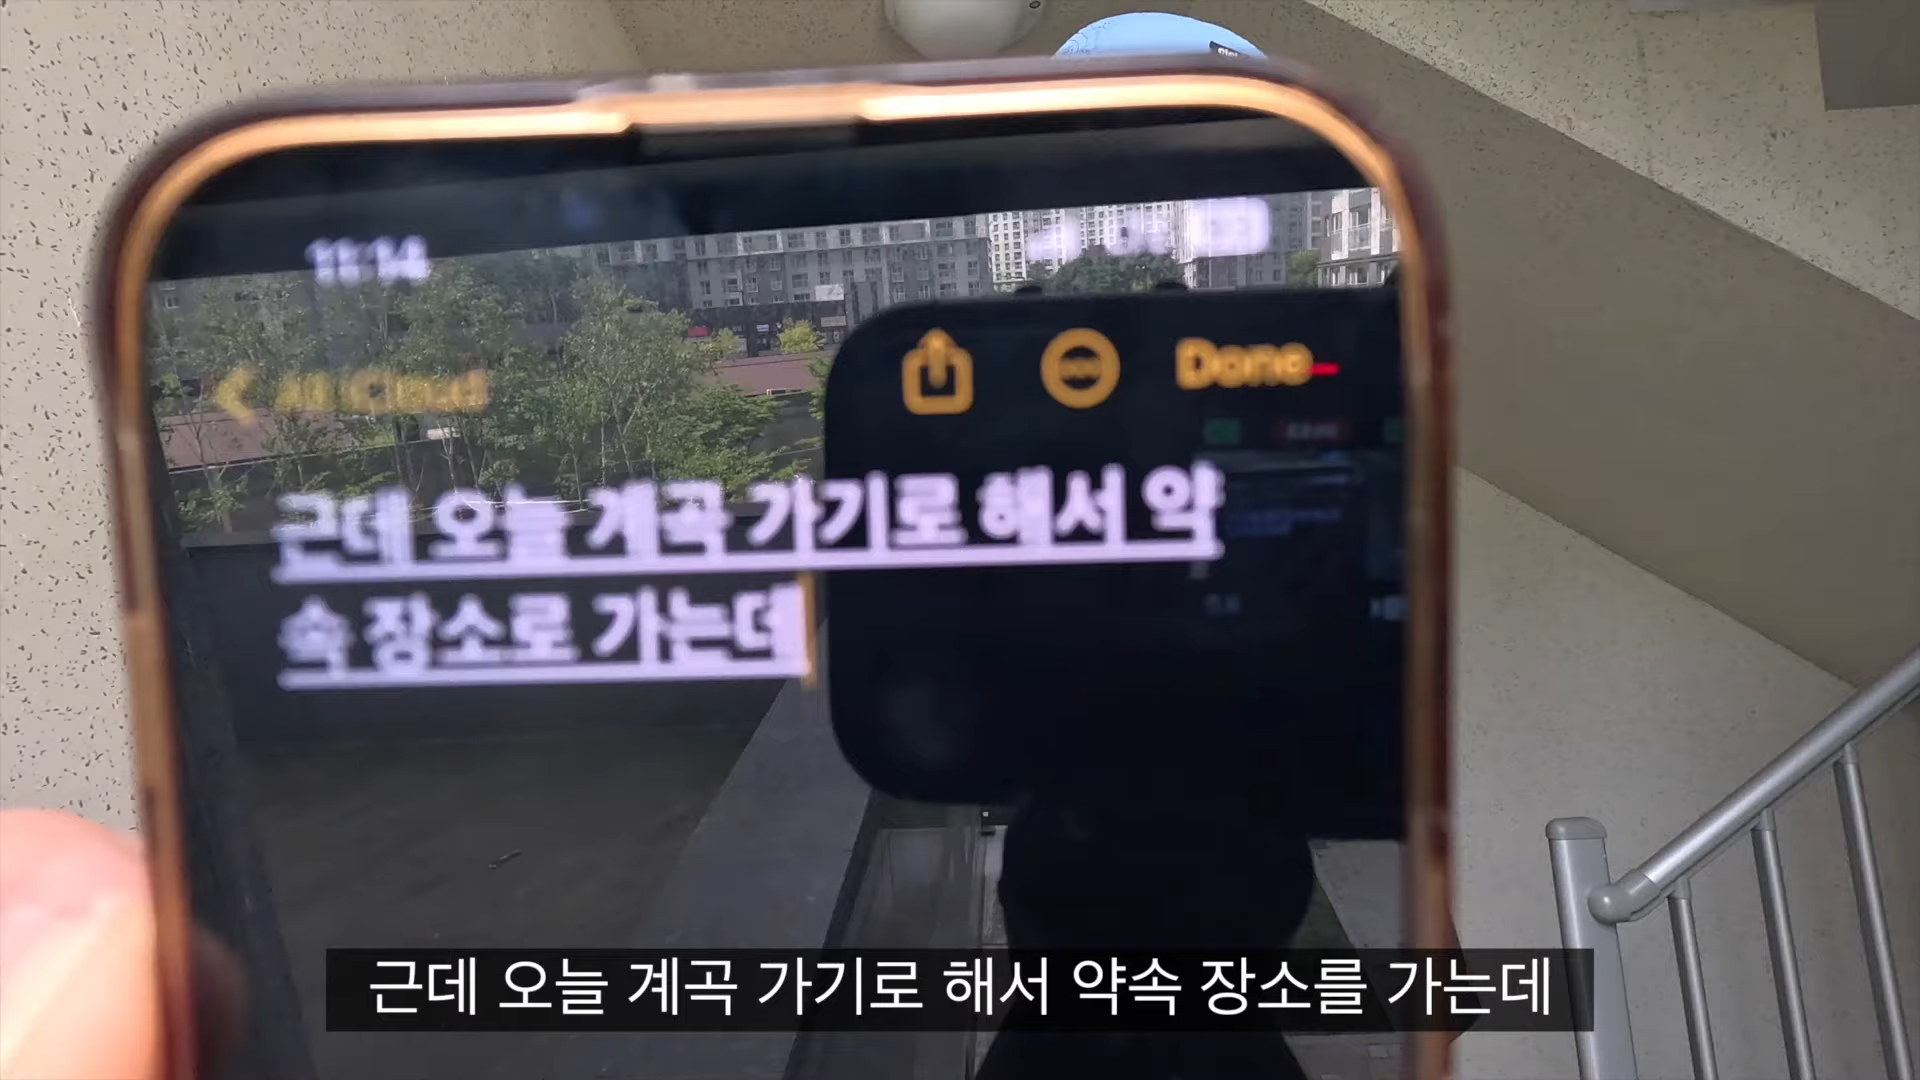 11:14
All iCloud
Done
근데 오늘 계곡 가기로 해서 약
속 장소로 가는데
근데 오늘 계곡 가기로 해서 약속 장소를 가는데